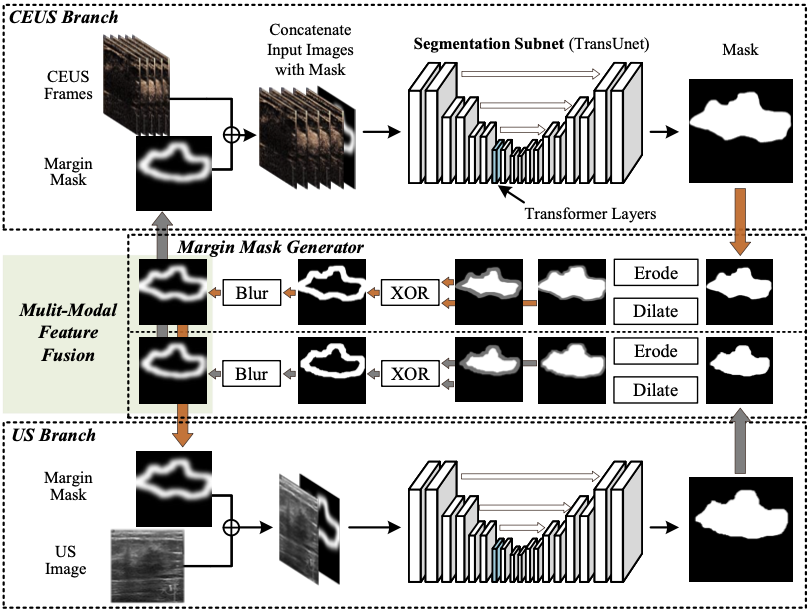 CEUS Branch
CEUS
Frames
Margin
Mask
Concatenate
Input Images
with Mask
Segmentation Subnet (TransUnet)
Transformer Layers
Mask
Margin Mask Generator
Mulit-Modal
Feature
Fusion
Blur
XOR
Erode
Dilate
Blur
XOR
Erode
Dilate
US Branch
Margin
Mask
US
Image